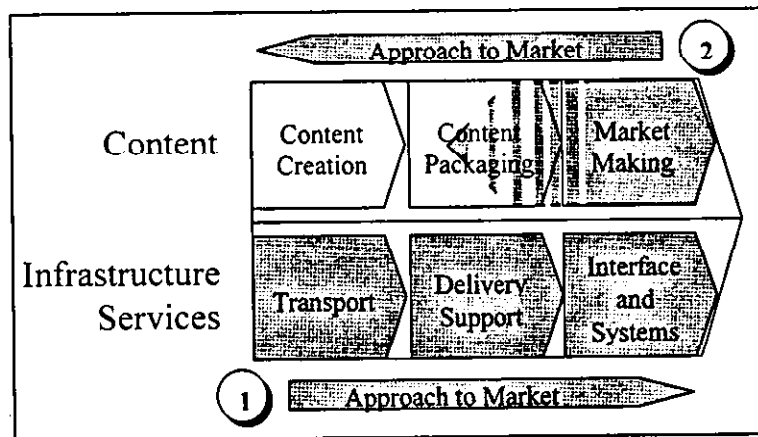 Approach to Market
2
Content
Content
Creation
Content
Packaging
Market
Making
Infrastructure
Services
Transport
Delivery
Support
Interface
and
Systems
1
Approach to Market